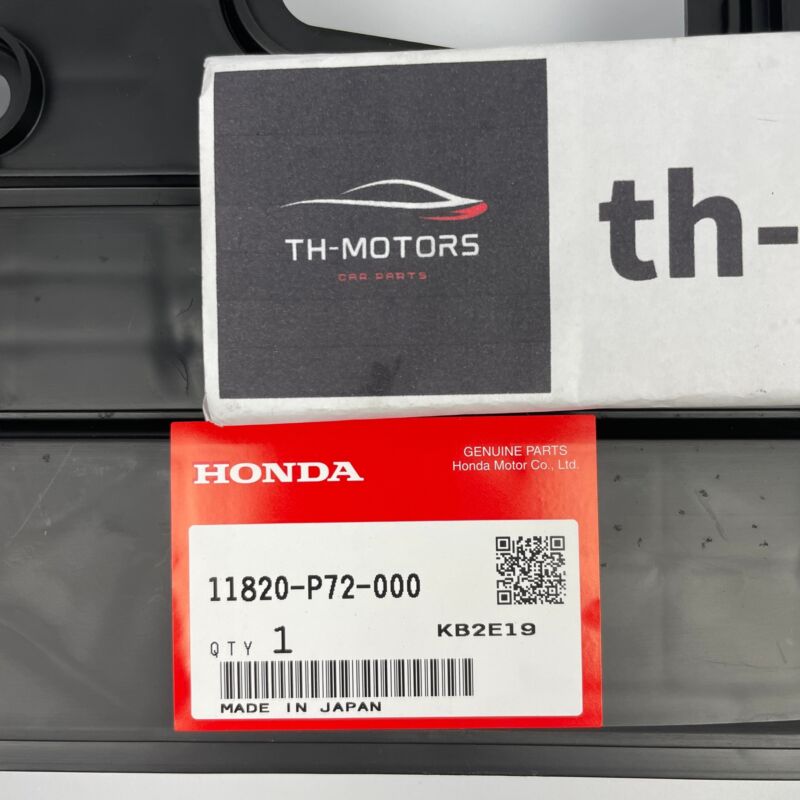 TH-MOTORS
CAR PARTS
th-
HONDA
GENUINE PARTS
Honda Motor Co., Ltd.
11820-P72-000
QTY 1
KB2E19
MADE IN JAPAN